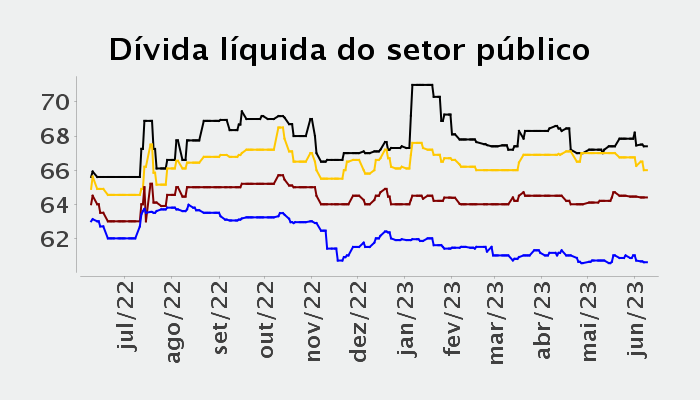 Dívida líquida do setor público
70
68
66
64
62
jul/22
ago/22
set/22
out/22
nov/22
dez/22
jan/23
fev/23
mar/23
abr/23
mai/23
jun/23